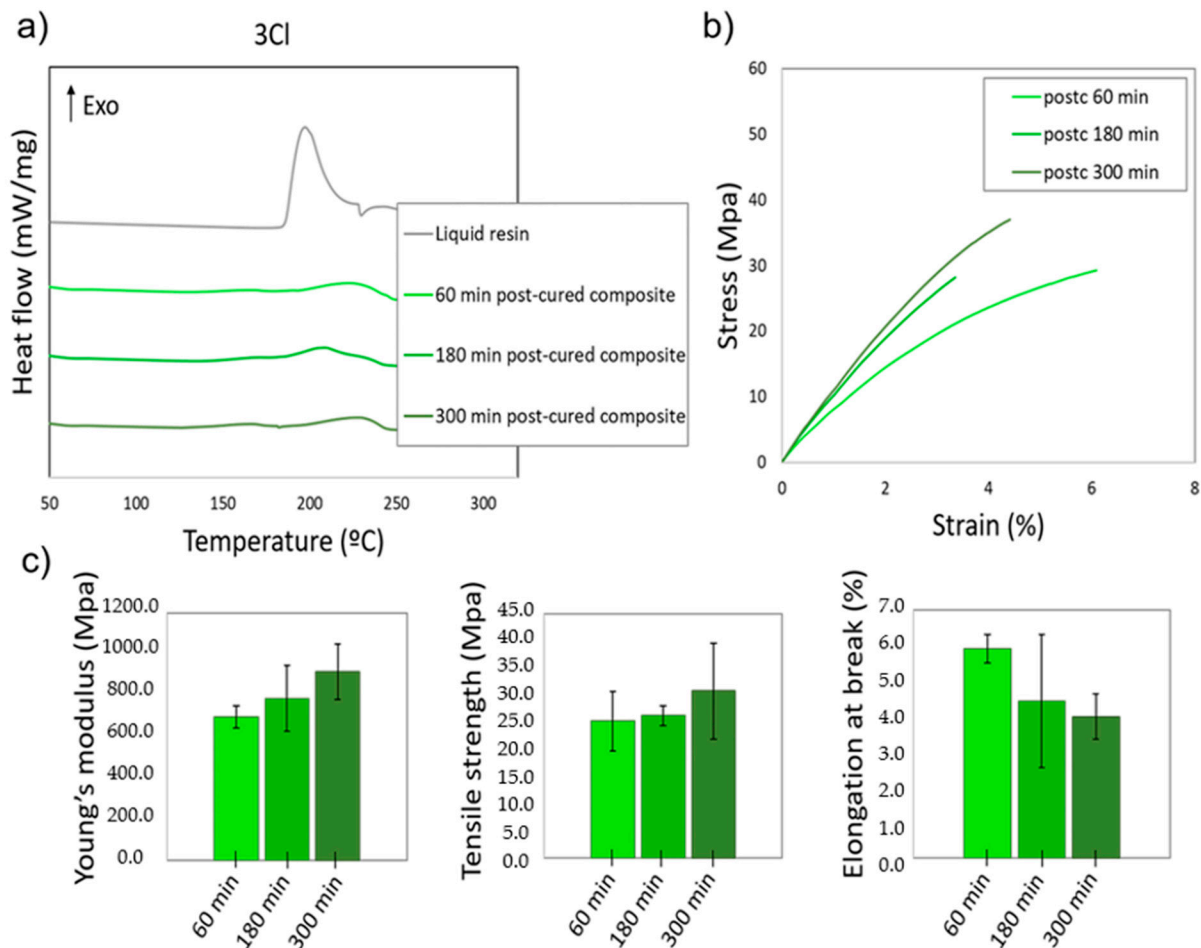 a)
3Cl
Exo
Heat flow (mW/mg)
Liquid resin
60 min post-cured composite
180 min post-cured composite
300 min post-cured composite
50 100 150 200 250 300
Temperature (ºC)
b)
60
50
40
30
20
10
0
Stress (Mpa)
postc 60 min
postc 180 min
postc 300 min
0 2 4 6 8
Strain (%)
c)
Young's modulus (Mpa)
1200.0
1000.0
800.0
600.0
400.0
200.0
0.0
60 min
180 min
300 min
Tensile strength (Mpa)
45.0
40.0
35.0
30.0
25.0
20.0
15.0
10.0
5.0
0.0
60 min
180 min
300 min
Elongation at break (%)
7.0
6.0
5.0
4.0
3.0
2.0
1.0
0.0
60 min
180 min
300 min